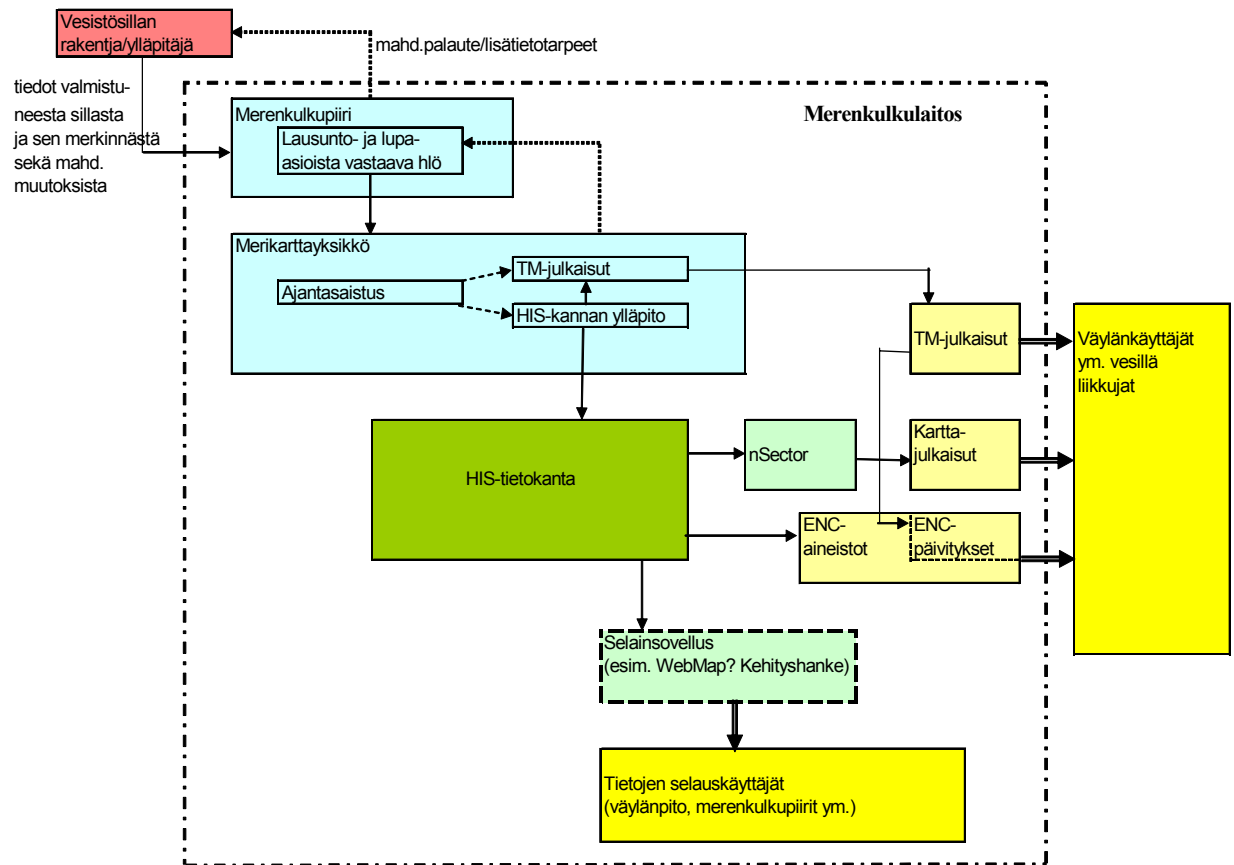 Vesistösillan
rakentja/ylläpitäjä
mahd.palaute/lisätietotarpeet
tiedot valmistu-
neesta sillasta
ja sen merkinnästä
sekä mahd.
muutoksista
Merenkulkulaitos
Merenkulkupiiri
Lausunto- ja lupa-
asioista vastaava hlö
Merikarttayksikkö
TM-julkaisut
Ajantasaistus
HIS-kannan ylläpito
TM-julkaisut
Väylänkäyttäjät
ym. vesillä
liikkujat
HIS-tietokanta
nSector
Kartta-
julkaisut
ENC-
aineistot
ENC-
päivitykset
Selainsovellus
(esim. WebMap? Kehityshanke)
Tietojen selauskäyttäjät
(väylänpito, merenkulkupiirit ym.)